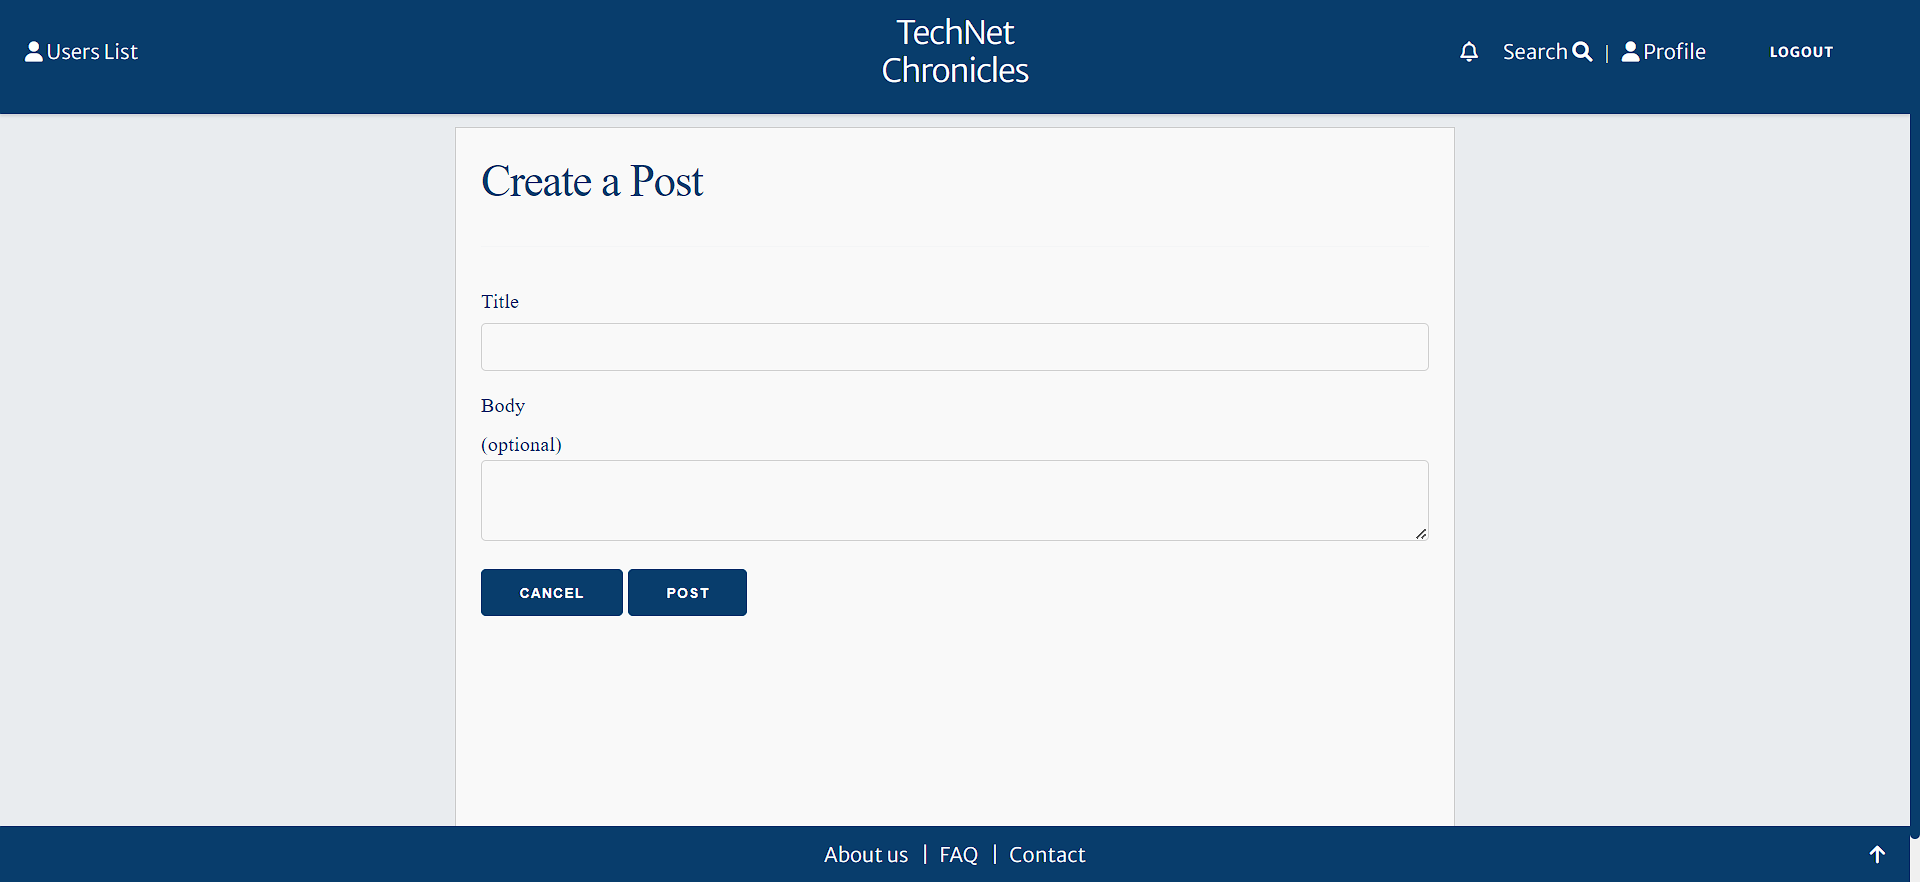 Users List
TechNet
Chronicles
Search | Profile
LOGOUT
Create a Post
Title
Body
(optional)
CANCEL
POST
About us | FAQ | Contact